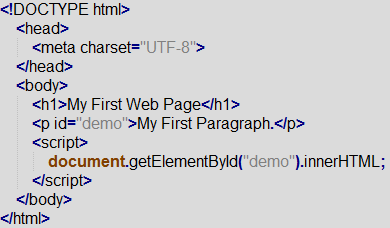 <!DOCTYPE html>
<head>
<meta charset="UTF-8">
</head>
<body>
<h1>My First Web Page</h1>
<p id="demo">My First Paragraph.</p>
<script>
document.getElementById("demo").innerHTML;
</script>
</body>
</html>